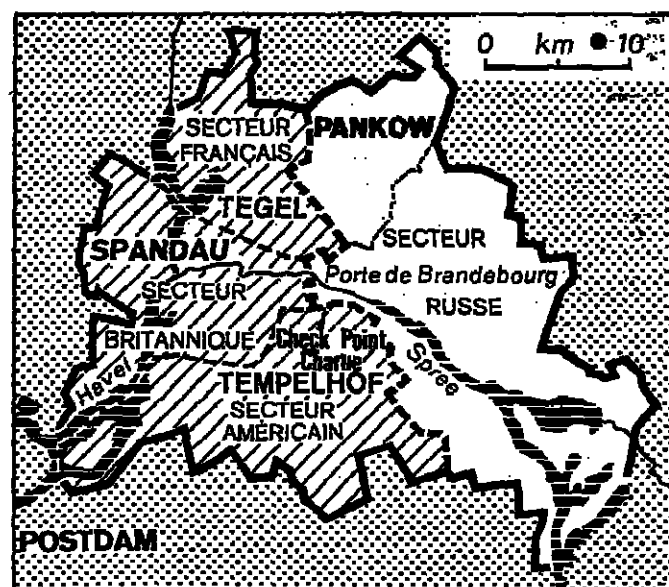 0 km 10
SECTEUR
FRANÇAIS
PANKOW
TEGEL
SPANDAU
SECTEUR
SECTEUR
Porte de Brandebourg
RUSSE
BRITANNIQUE
Check Point
Charlie
Spree
Havel
TEMPELHOF
SECTEUR
AMÉRICAIN
POSTDAM